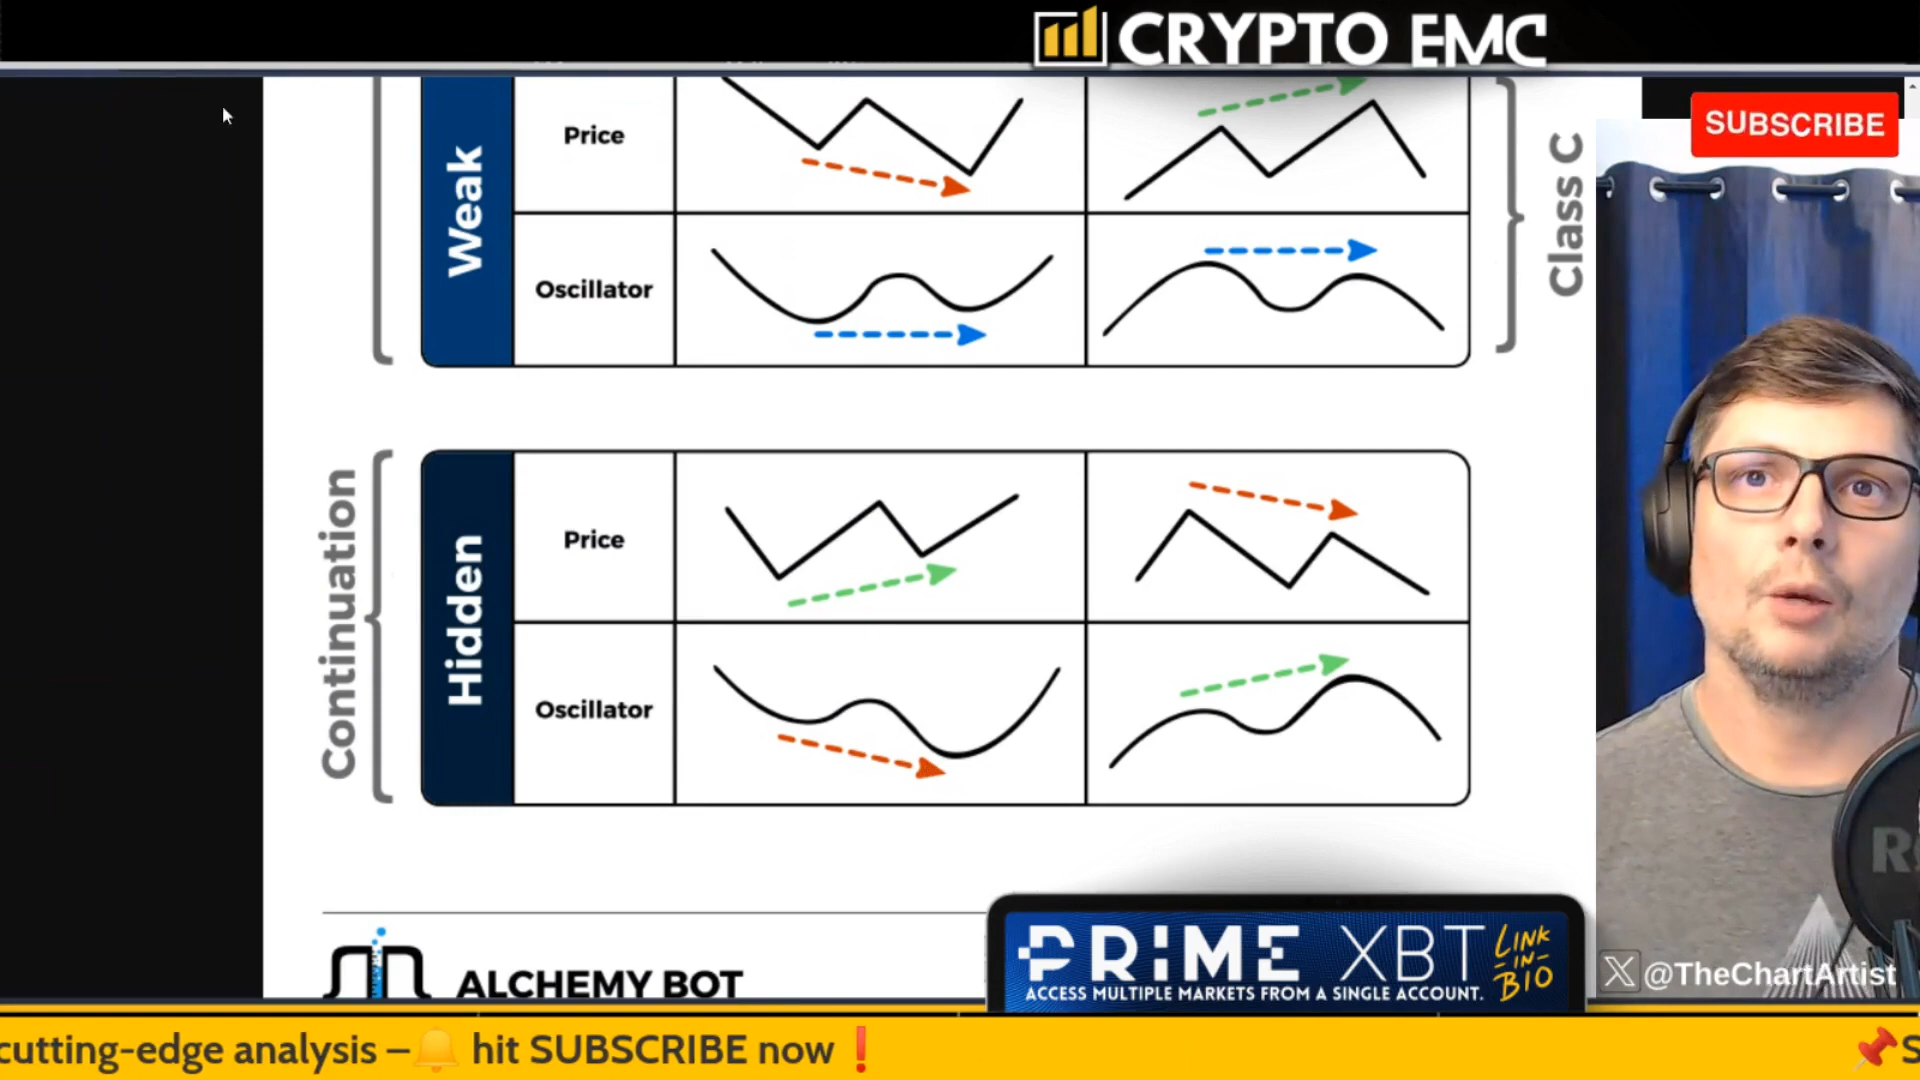 CRYPTO EMC
SUBSCRIBE
Weak
Price
Oscillator
Class C
Continuation
Hidden
Price
Oscillator
ALCHEMY BOT
PRIME XBT
LINK
-IN-
BIO
ACCESS MULTIPLE MARKETS FROM A SINGLE ACCOUNT.
@TheChartArtist
cutting-edge analysis –🔔 hit SUBSCRIBE now ❗
📌S